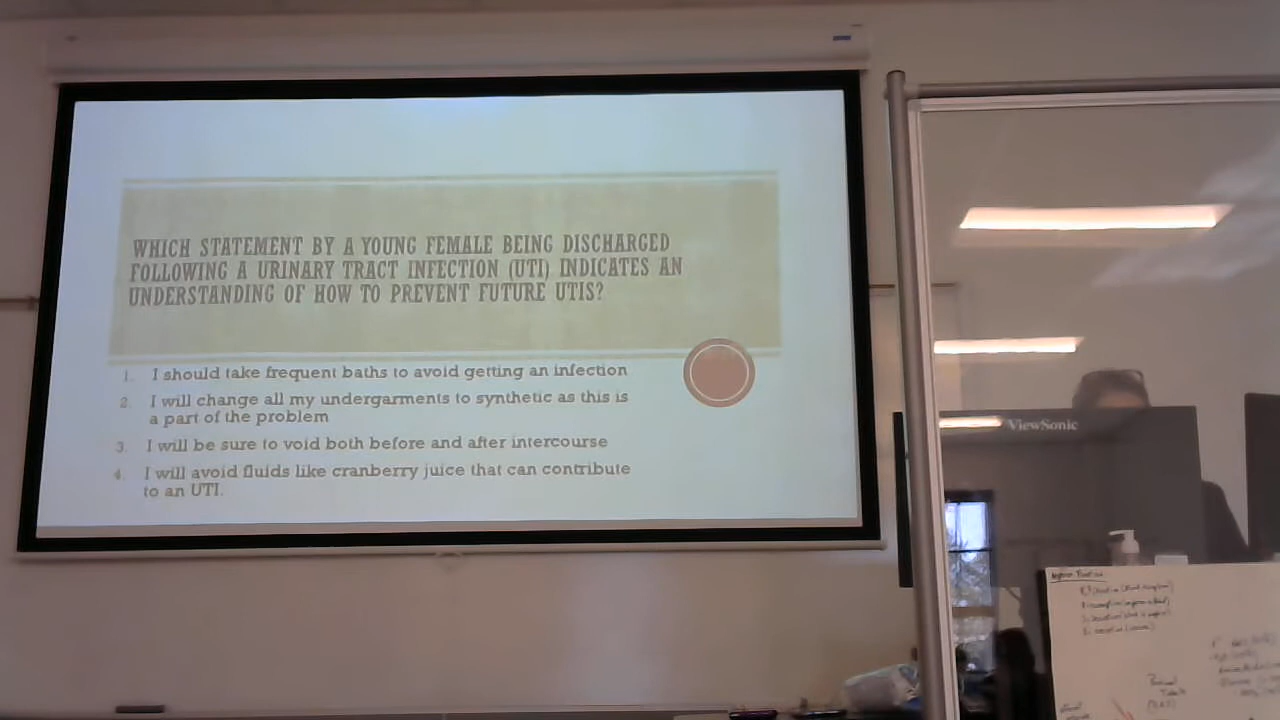 WHICH STATEMENT BY A YOUNG FEMALE BEING DISCHARGED
FOLLOWING A URINARY TRACT INFECTION (UTI) INDICATES AN
UNDERSTANDING OF HOW TO PREVENT FUTURE UTIS?
1. I should take frequent baths to avoid getting an infection
2. I will change all my undergarments to synthetic as this is
a part of the problem
3. I will be sure to void both before and after intercourse
4. I will avoid fluids like cranberry juice that can contribute
to an UTI.
ViewSonic